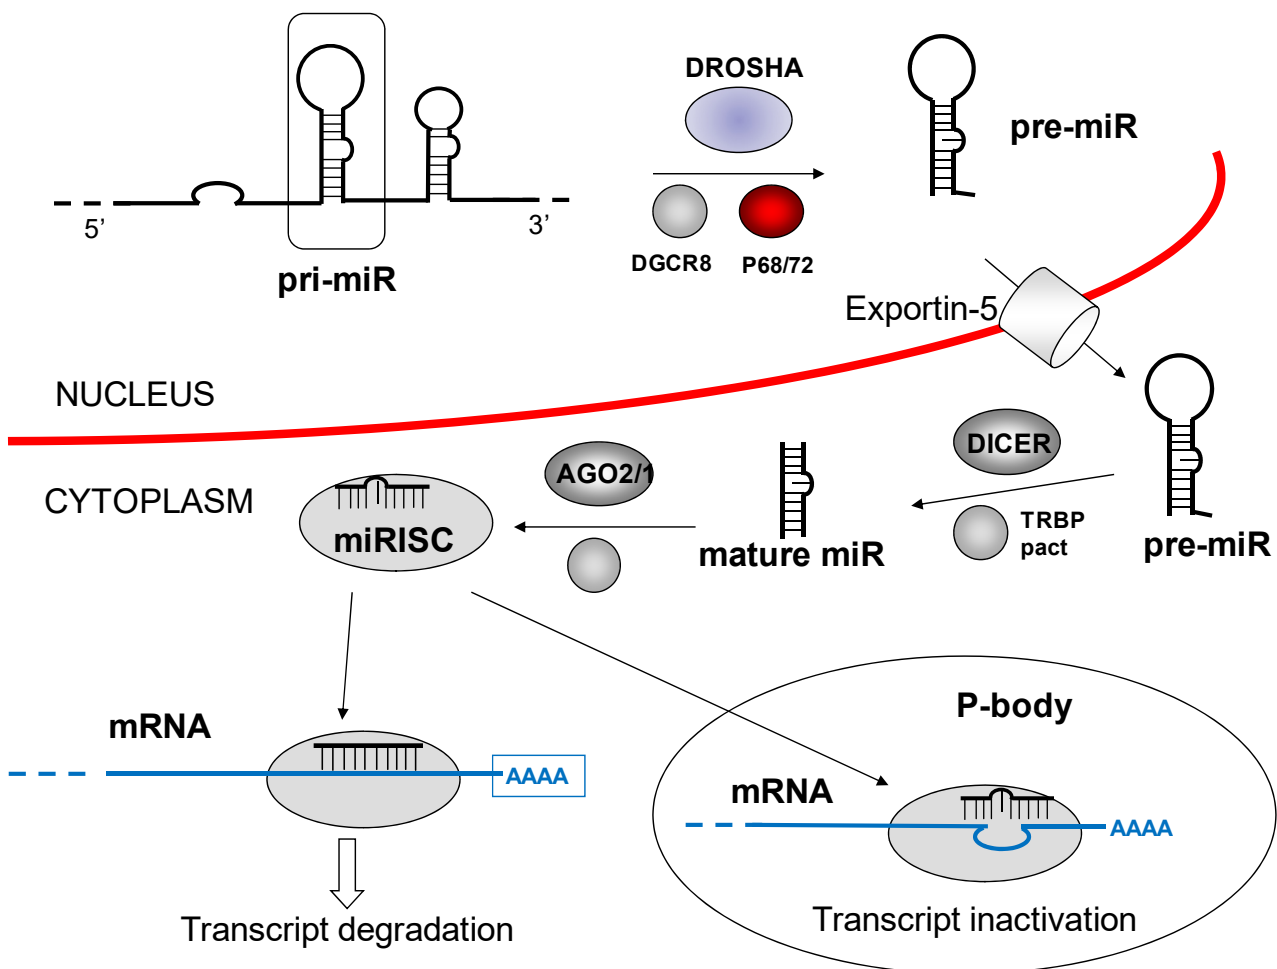 DROSHA
pre-miR
5’
3’
DGCR8
P68/72
pri-miR
Exportin-5
NUCLEUS
CYTOPLASM
AGO2/1
DICER
miRISC
TRBP
pact
mature miR
pre-miR
P-body
mRNA
AAAA
mRNA
AAAA
Transcript degradation
Transcript inactivation